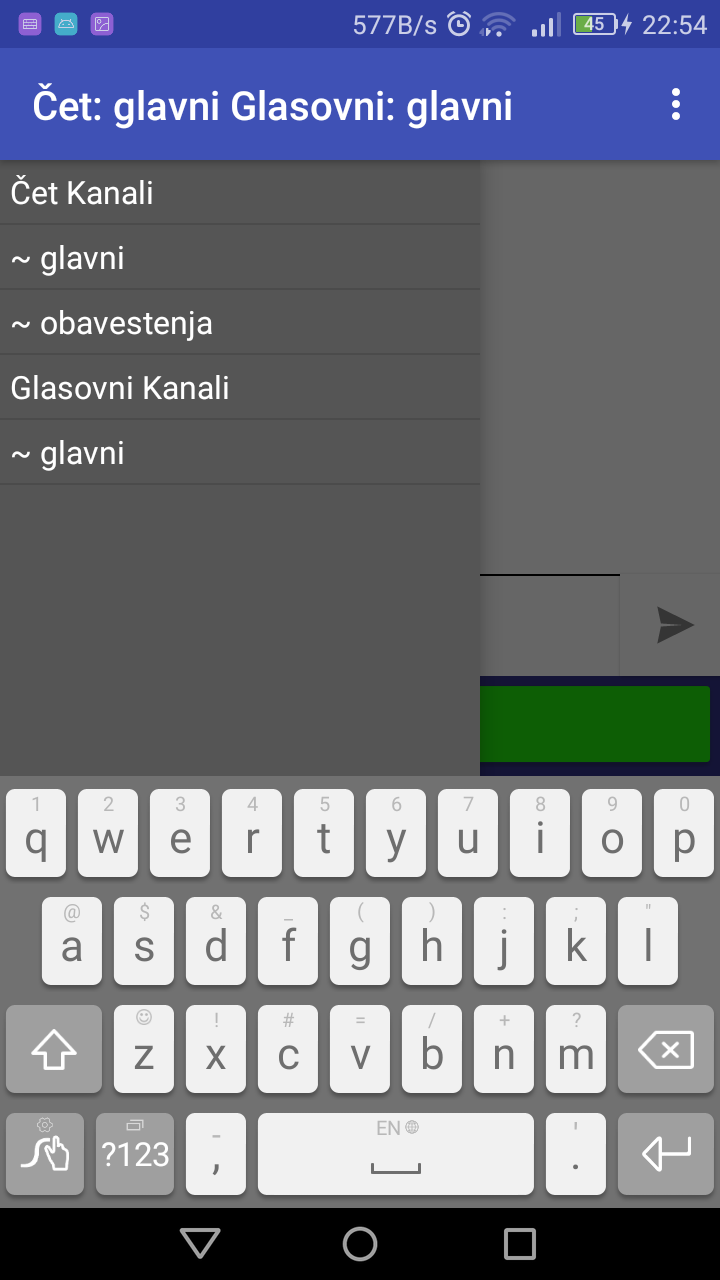 577B/s 45 22:54
Čet: glavni Glasovni: glavni
Čet Kanali
~ glavni
~ obavestenja
Glasovni Kanali
~ glavni
1 2 3 4 5 6 7 8 9 0
q w e r t y u i o p
@ $ & _ ( ) : ; "
a s d f g h j k l
! # = / + ?
z x c v b n m
- EN '
?123 , .